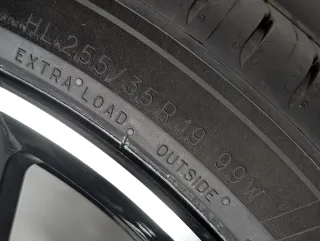 HL 255/35 R 19 99W
EXTRA LOAD OUTSIDE